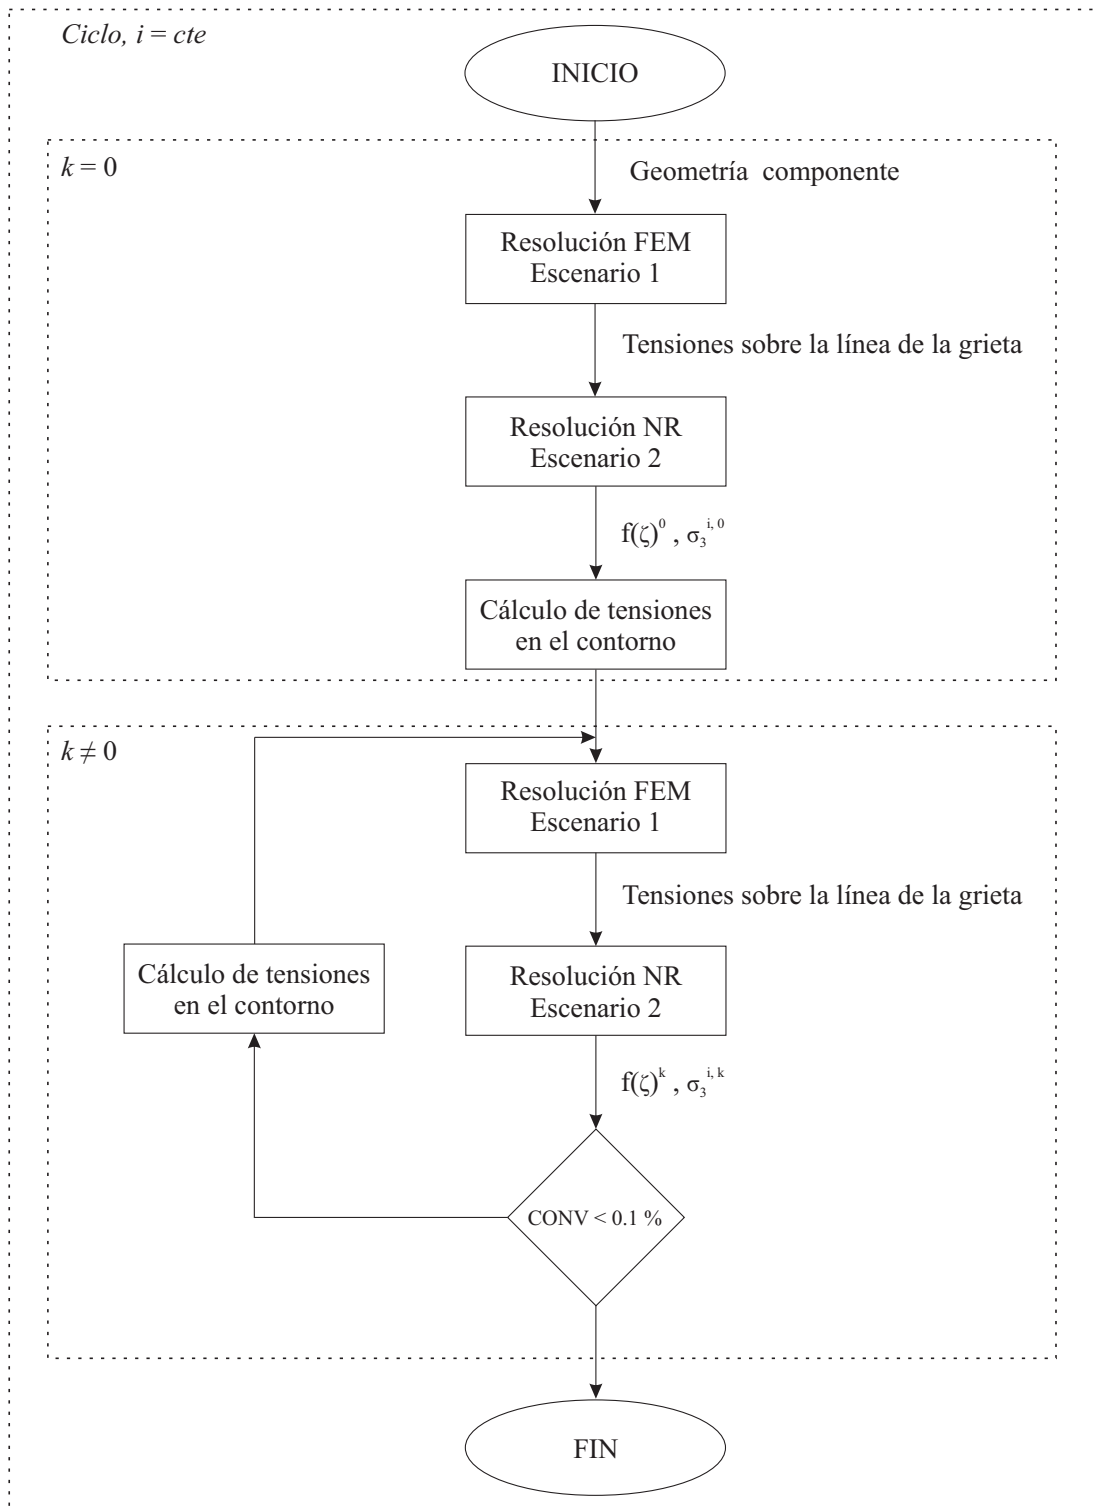 Ciclo, i = cte
INICIO
k = 0
Geometría componente
Resolución FEM
Escenario 1
Tensiones sobre la línea de la grieta
Resolución NR
Escenario 2
f(ζ)⁰ , σ₃ⁱ˒ ⁰
Cálculo de tensiones
en el contorno
k ≠ 0
Resolución FEM
Escenario 1
Tensiones sobre la línea de la grieta
Cálculo de tensiones
en el contorno
Resolución NR
Escenario 2
f(ζ)ᵏ , σ₃ⁱ˒ ᵏ
CONV < 0.1 %
FIN